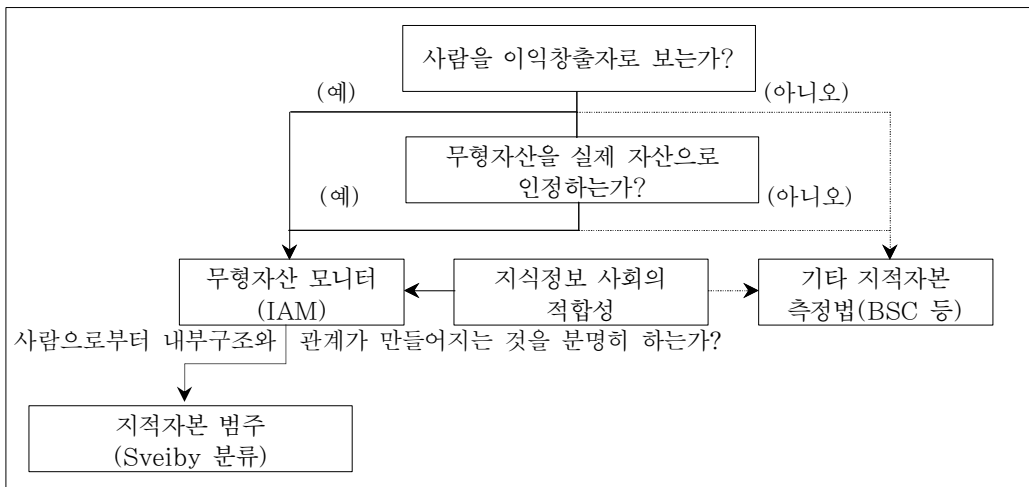 사람을 이익창출자로 보는가?
(예)
(아니오)
무형자산을 실제 자산으로
인정하는가?
(예)
(아니오)
무형자산 모니터
(IAM)
지식정보 사회의
적합성
기타 지적자본
측정법(BSC 등)
사람으로부터 내부구조와 관계가 만들어지는 것을 분명히 하는가?
지적자본 범주
(Sveiby 분류)